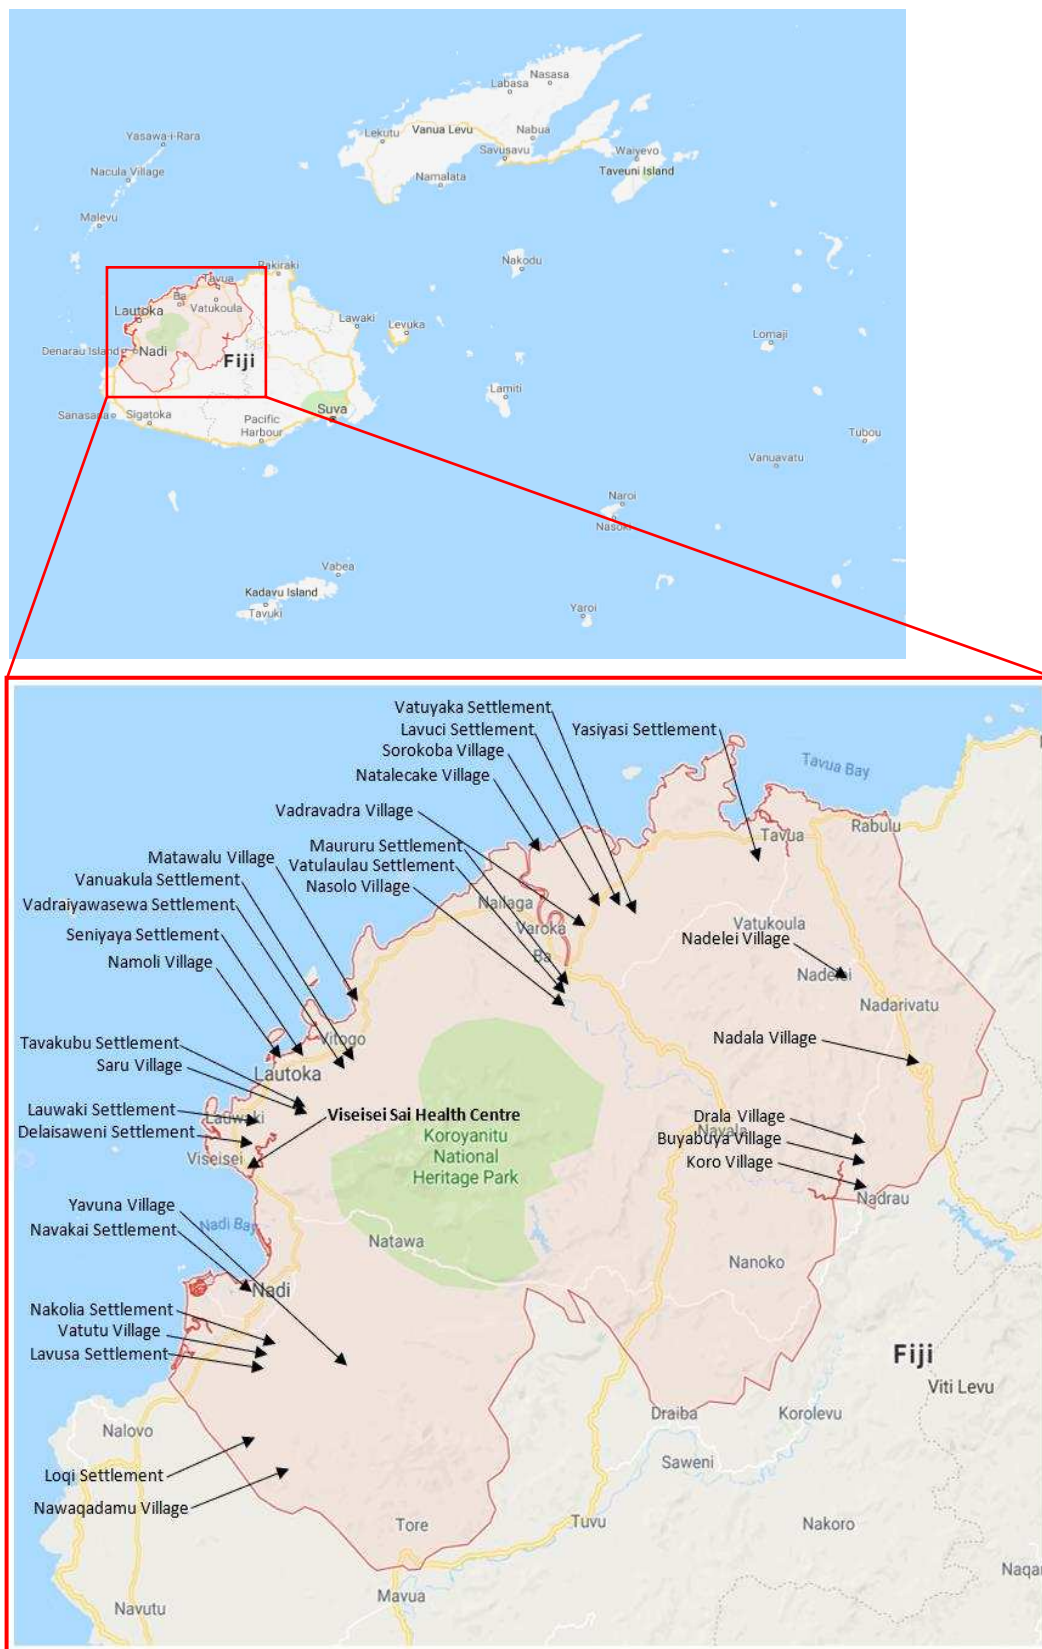 Nasasa
Labasa
Vanua Levu
Nabua
Lekutu
Savusavu
Waiyevo
Taveuni Island
Namalata
Yasawa-i-Rara
Nacula Village
Malevu
Nakodu
Rakiraki
Tavua
Ba
Vatukoula
Lautoka
Lawaki
Levuka
Lomaji
Denarau Island
Nadi
Fiji
Lamiti
Suva
Sanasana
Sigatoka
Pacific
Harbour
Tubou
Vanuavatu
Naroi
Nasoki
Vabea
Kadavu Island
Tavuki
Yaroi
Vatuyaka Settlement
Lavuci Settlement
Sorokoba Village
Natalecake Village
Yasiyasi Settlement
Tavua Bay
Vadravadra Village
Tavua
Rabulu
Maururu Settlement
Vatulaulau Settlement
Nasolo Village
Matawalu Village
Vanuakula Settlement
Vadraiyawasewa Settlement
Seniyaya Settlement
Namoli Village
Nailaga
Varoka
Ba
Vatukoula
Nadelei Village
Nadelei
Nadarivatu
Vitogo
Nadala Village
Tavakubu Settlement
Saru Village
Lautoka
Lauwaki Settlement
Lauwaki
Delaisaweni Settlement
Viseisei Sai Health Centre
Viseisei
Koroyanitu
National
Heritage Park
Drala Village
Navala
Buyabuya Village
Koro Village
Nadrau
Yavuna Village
Navakai Settlement
Nadi Bay
Natawa
Nanoko
Nadi
Nakolia Settlement
Vatutu Village
Lavusa Settlement
Fiji
Viti Levu
Draiba
Korolevu
Nalovo
Saweni
Loqi Settlement
Nawaqadamu Village
Tore
Tuvu
Nakoro
Mavua
Navutu